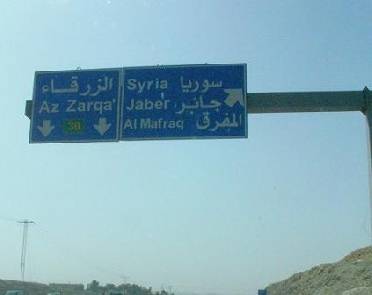 الزرقاء
Az Zarqa'
30
Syria سوريا
Jaber جابر
Al Mafraq المفرق